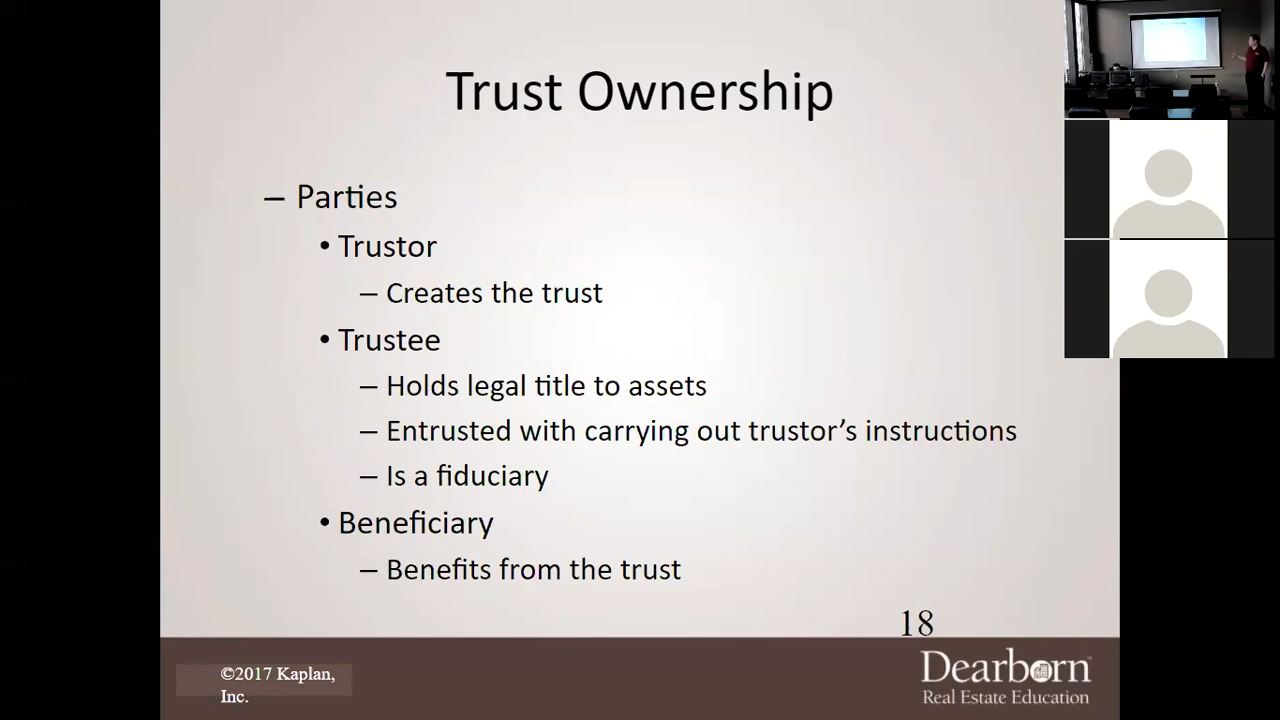 Trust Ownership
– Parties
• Trustor
– Creates the trust
• Trustee
– Holds legal title to assets
– Entrusted with carrying out trustor’s instructions
– Is a fiduciary
• Beneficiary
– Benefits from the trust
18
©2017 Kaplan,
Inc.
Dearborn™
Real Estate Education